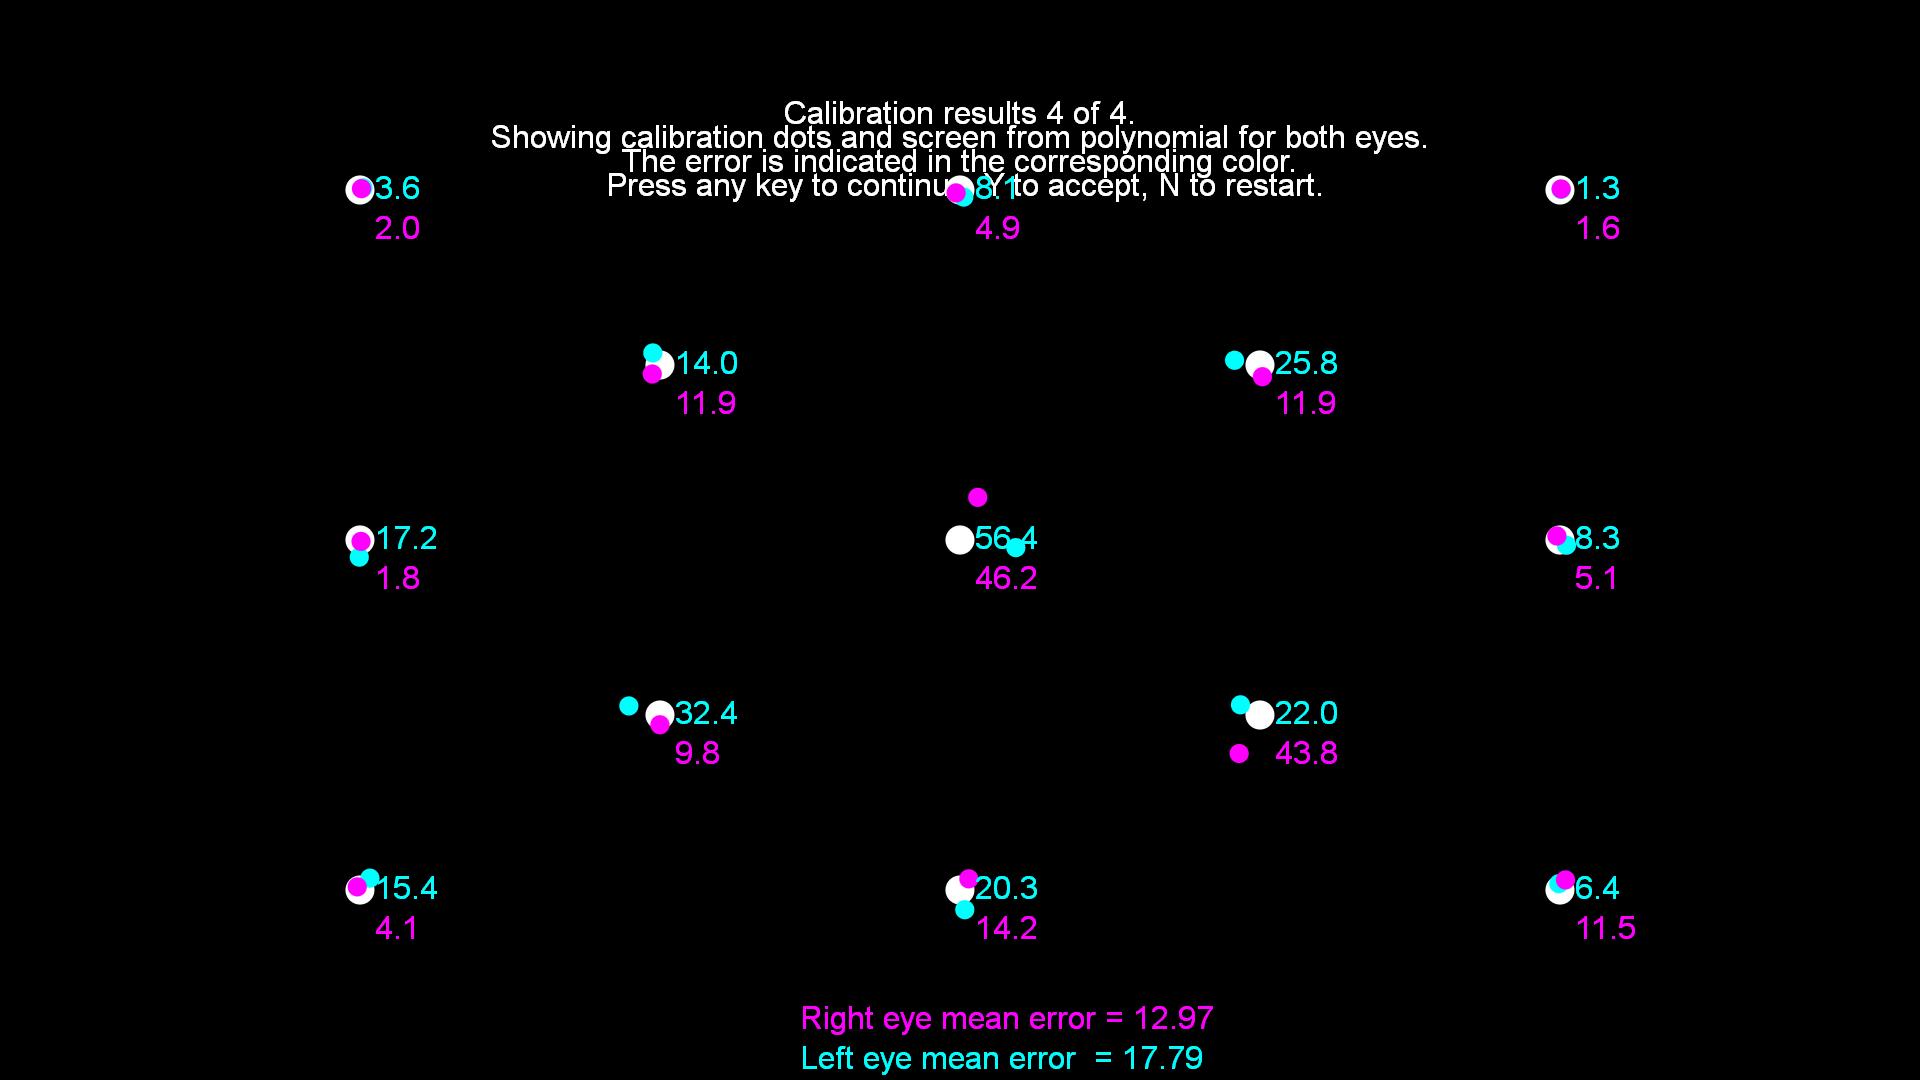 Calibration results 4 of 4.
Showing calibration dots and screen from polynomial for both eyes.
The error is indicated in the corresponding color.
Press any key to continu Y to accept, N to restart.
3.6 8.1 1.3
2.0 4.9 1.6
14.0 25.8
11.9 11.9
17.2 56.4 8.3
1.8 46.2 5.1
32.4 22.0
9.8 43.8
15.4 20.3 6.4
4.1 14.2 11.5
Right eye mean error = 12.97
Left eye mean error = 17.79